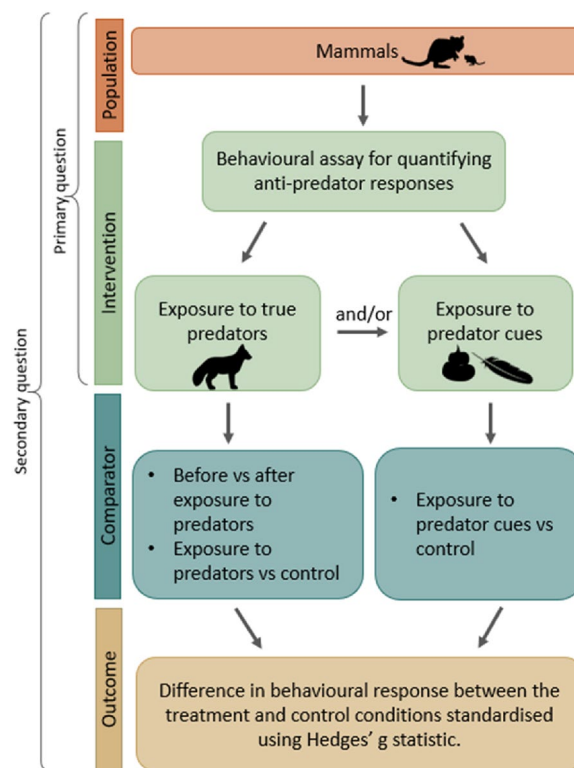 Secondary question
Primary question
Population
Mammals
Intervention
Behavioural assay for quantifying
anti-predator responses
Exposure to true
predators
and/or
Exposure to
predator cues
Comparator
• Before vs after
exposure to
predators
• Exposure to
predators vs control
• Exposure to
predator cues vs
control
Outcome
Difference in behavioural response between the
treatment and control conditions standardised
using Hedges' g statistic.